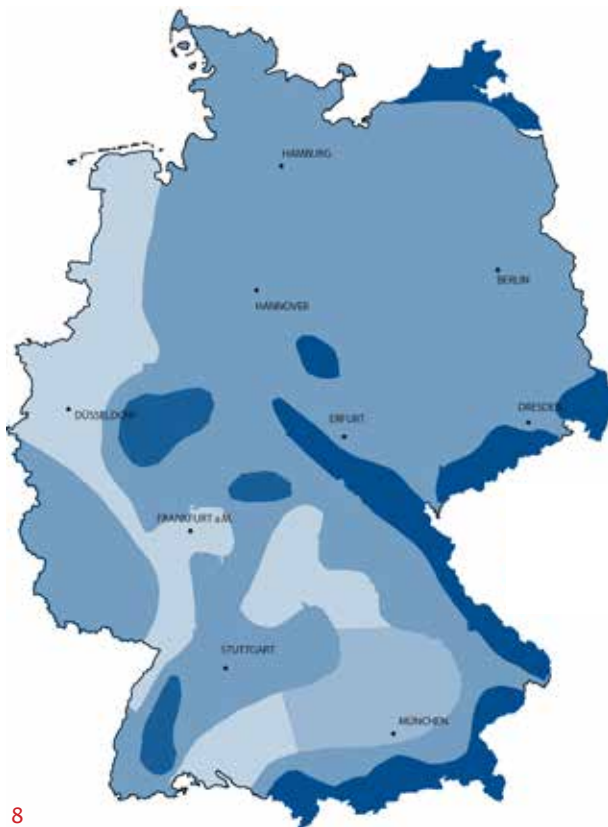 HAMBURG
BERLIN
HANNOVER
DÜSSELDORF
DRESDEN
ERFURT
FRANKFURT a.M.
STUTTGART
MÜNCHEN
8